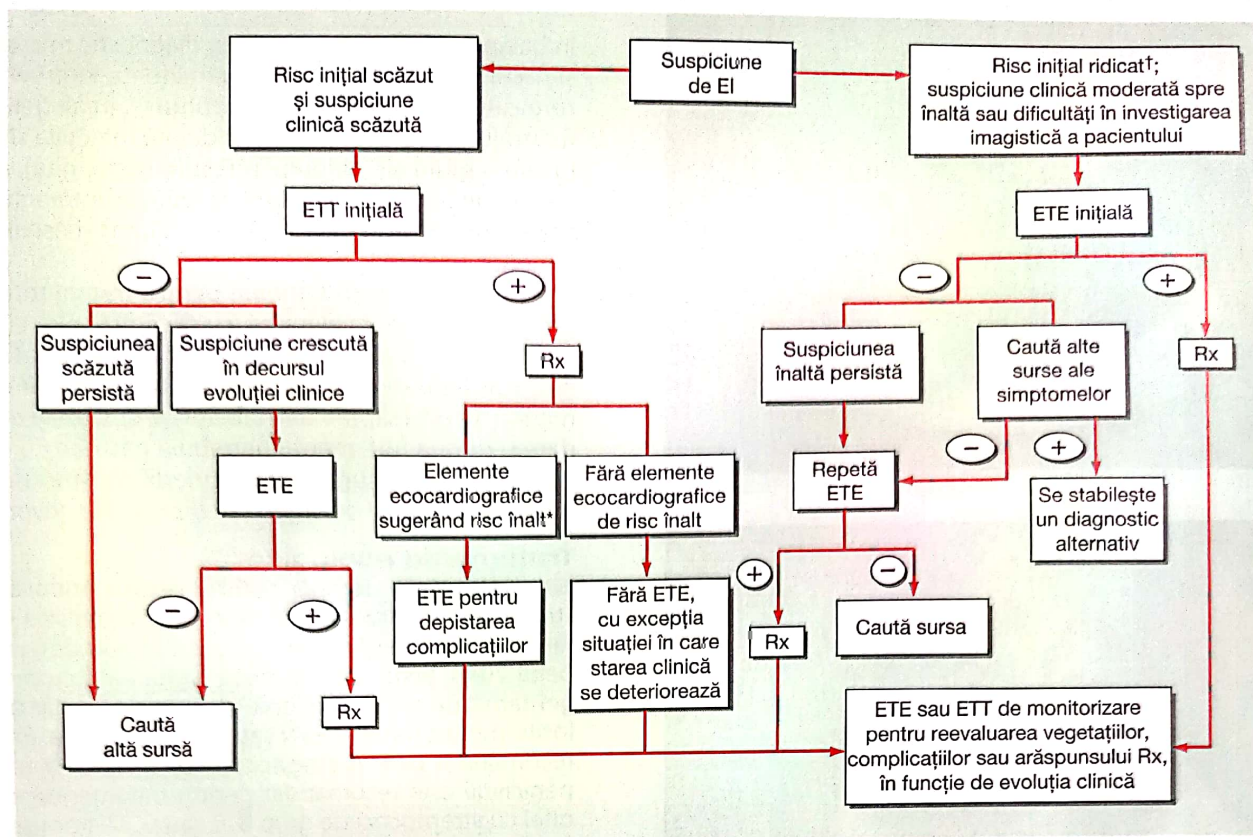 Suspiciune
de EI
Risc inițial scăzut
și suspiciune
clinică scăzută
Risc inițial ridicat†;
suspiciune clinică moderată spre
înaltă sau dificultăți în investigarea
imagistică a pacientului
ETT inițială
ETE inițială
−
+
−
+
Suspiciunea
scăzută
persistă
Suspiciune crescută
în decursul
evoluției clinice
Rx
Suspiciunea
înaltă persistă
Caută alte
surse ale
simptomelor
Rx
−
+
ETE
Elemente
ecocardiografice
sugerând risc înalt*
Fără elemente
ecocardiografice
de risc înalt
Repetă
ETE
Se stabilește
un diagnostic
alternativ
−
+
ETE pentru
depistarea
complicațiilor
Fără ETE,
cu excepția
situației în care
starea clinică
se deteriorează
+
−
Rx
Caută sursa
Caută
altă sursă
Rx
ETE sau ETT de monitorizare
pentru reevaluarea vegetațiilor,
complicațiilor sau arăspunsului Rx,
în funcție de evoluția clinică